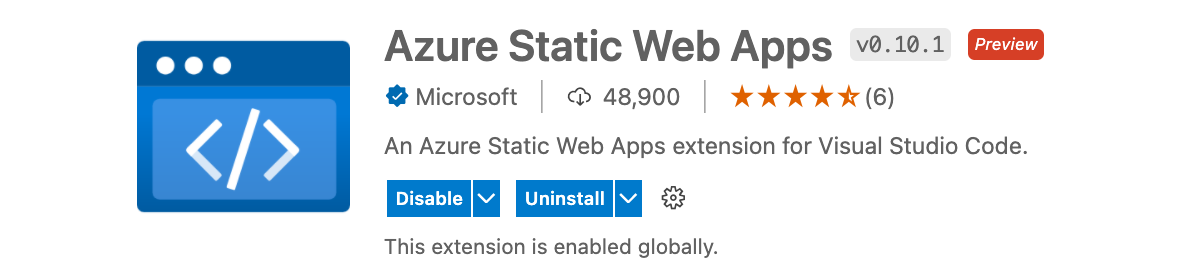 Azure Static Web Apps v0.10.1 Preview
Microsoft 48,900 (6)
An Azure Static Web Apps extension for Visual Studio Code.
Disable Uninstall
This extension is enabled globally.